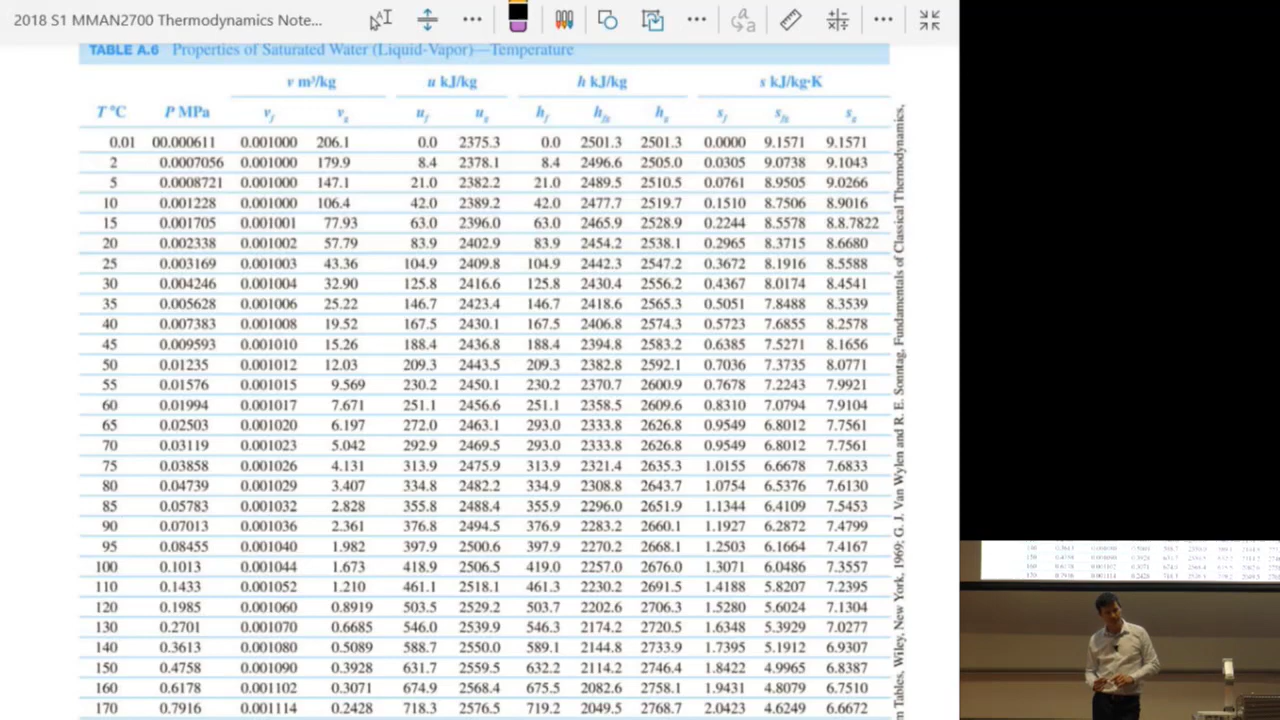 2018 S1 MMAN2700 Thermodynamics Note...
TABLE A.6 Properties of Saturated Water (Liquid-Vapor)—Temperature
v m³/kg u kJ/kg h kJ/kg s kJ/kg·K
T °C P MPa vf vg uf ug hf hfg hg sf sfg sg
0.01 00.000611 0.001000 206.1 0.0 2375.3 0.0 2501.3 2501.3 0.0000 9.1571 9.1571
2 0.0007056 0.001000 179.9 8.4 2378.1 8.4 2496.6 2505.0 0.0305 9.0738 9.1043
5 0.0008721 0.001000 147.1 21.0 2382.2 21.0 2489.5 2510.5 0.0761 8.9505 9.0266
10 0.001228 0.001000 106.4 42.0 2389.2 42.0 2477.7 2519.7 0.1510 8.7506 8.9016
15 0.001705 0.001001 77.93 63.0 2396.0 63.0 2465.9 2528.9 0.2244 8.5578 8.8.7822
20 0.002338 0.001002 57.79 83.9 2402.9 83.9 2454.2 2538.1 0.2965 8.3715 8.6680
25 0.003169 0.001003 43.36 104.9 2409.8 104.9 2442.3 2547.2 0.3672 8.1916 8.5588
30 0.004246 0.001004 32.90 125.8 2416.6 125.8 2430.4 2556.2 0.4367 8.0174 8.4541
35 0.005628 0.001006 25.22 146.7 2423.4 146.7 2418.6 2565.3 0.5051 7.8488 8.3539
40 0.007383 0.001008 19.52 167.5 2430.1 167.5 2406.8 2574.3 0.5723 7.6855 8.2578
45 0.009593 0.001010 15.26 188.4 2436.8 188.4 2394.8 2583.2 0.6385 7.5271 8.1656
50 0.01235 0.001012 12.03 209.3 2443.5 209.3 2382.8 2592.1 0.7036 7.3735 8.0771
55 0.01576 0.001015 9.569 230.2 2450.1 230.2 2370.7 2600.9 0.7678 7.2243 7.9921
60 0.01994 0.001017 7.671 251.1 2456.6 251.1 2358.5 2609.6 0.8310 7.0794 7.9104
65 0.02503 0.001020 6.197 272.0 2463.1 293.0 2333.8 2626.8 0.9549 6.8012 7.7561
70 0.03119 0.001023 5.042 292.9 2469.5 293.0 2333.8 2626.8 0.9549 6.8012 7.7561
75 0.03858 0.001026 4.131 313.9 2475.9 313.9 2321.4 2635.3 1.0155 6.6678 7.6833
80 0.04739 0.001029 3.407 334.8 2482.2 334.9 2308.8 2643.7 1.0754 6.5376 7.6130
85 0.05783 0.001032 2.828 355.8 2488.4 355.9 2296.0 2651.9 1.1344 6.4109 7.5453
90 0.07013 0.001036 2.361 376.8 2494.5 376.9 2283.2 2660.1 1.1927 6.2872 7.4799
95 0.08455 0.001040 1.982 397.9 2500.6 397.9 2270.2 2668.1 1.2503 6.1664 7.4167
100 0.1013 0.001044 1.673 418.9 2506.5 419.0 2257.0 2676.0 1.3071 6.0486 7.3557
110 0.1433 0.001052 1.210 461.1 2518.1 461.3 2230.2 2691.5 1.4188 5.8207 7.2395
120 0.1985 0.001060 0.8919 503.5 2529.2 503.7 2202.6 2706.3 1.5280 5.6024 7.1304
130 0.2701 0.001070 0.6685 546.0 2539.9 546.3 2174.2 2720.5 1.6348 5.3929 7.0277
140 0.3613 0.001080 0.5089 588.7 2550.0 589.1 2144.8 2733.9 1.7395 5.1912 6.9307
150 0.4758 0.001090 0.3928 631.7 2559.5 632.2 2114.2 2746.4 1.8422 4.9965 6.8387
160 0.6178 0.001102 0.3071 674.9 2568.4 675.5 2082.6 2758.1 1.9431 4.8079 6.7510
170 0.7916 0.001114 0.2428 718.3 2576.5 719.2 2049.5 2768.7 2.0423 4.6249 6.6672
m Tables, Wiley, New York, 1969; G. J. Van Wylen and R. E. Sonntag, Fundamentals of Classical Thermodynamics,